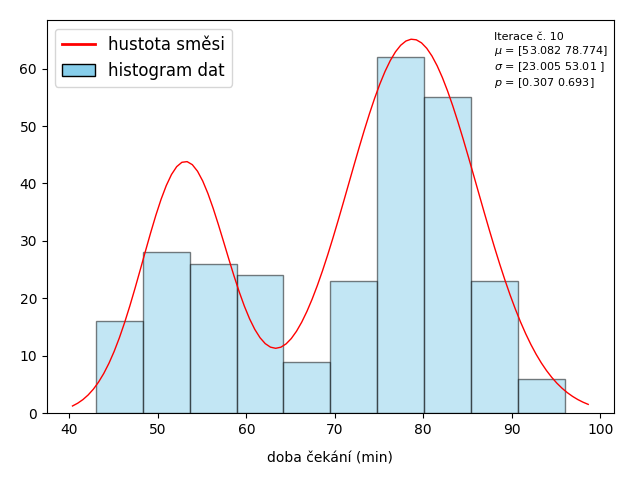 hustota směsi
histogram dat
Iterace č. 10
μ = [53.082 78.774]
σ = [23.005 53.01 ]
p = [0.307 0.693]
60
50
40
30
20
10
0
40 50 60 70 80 90 100
doba čekání (min)